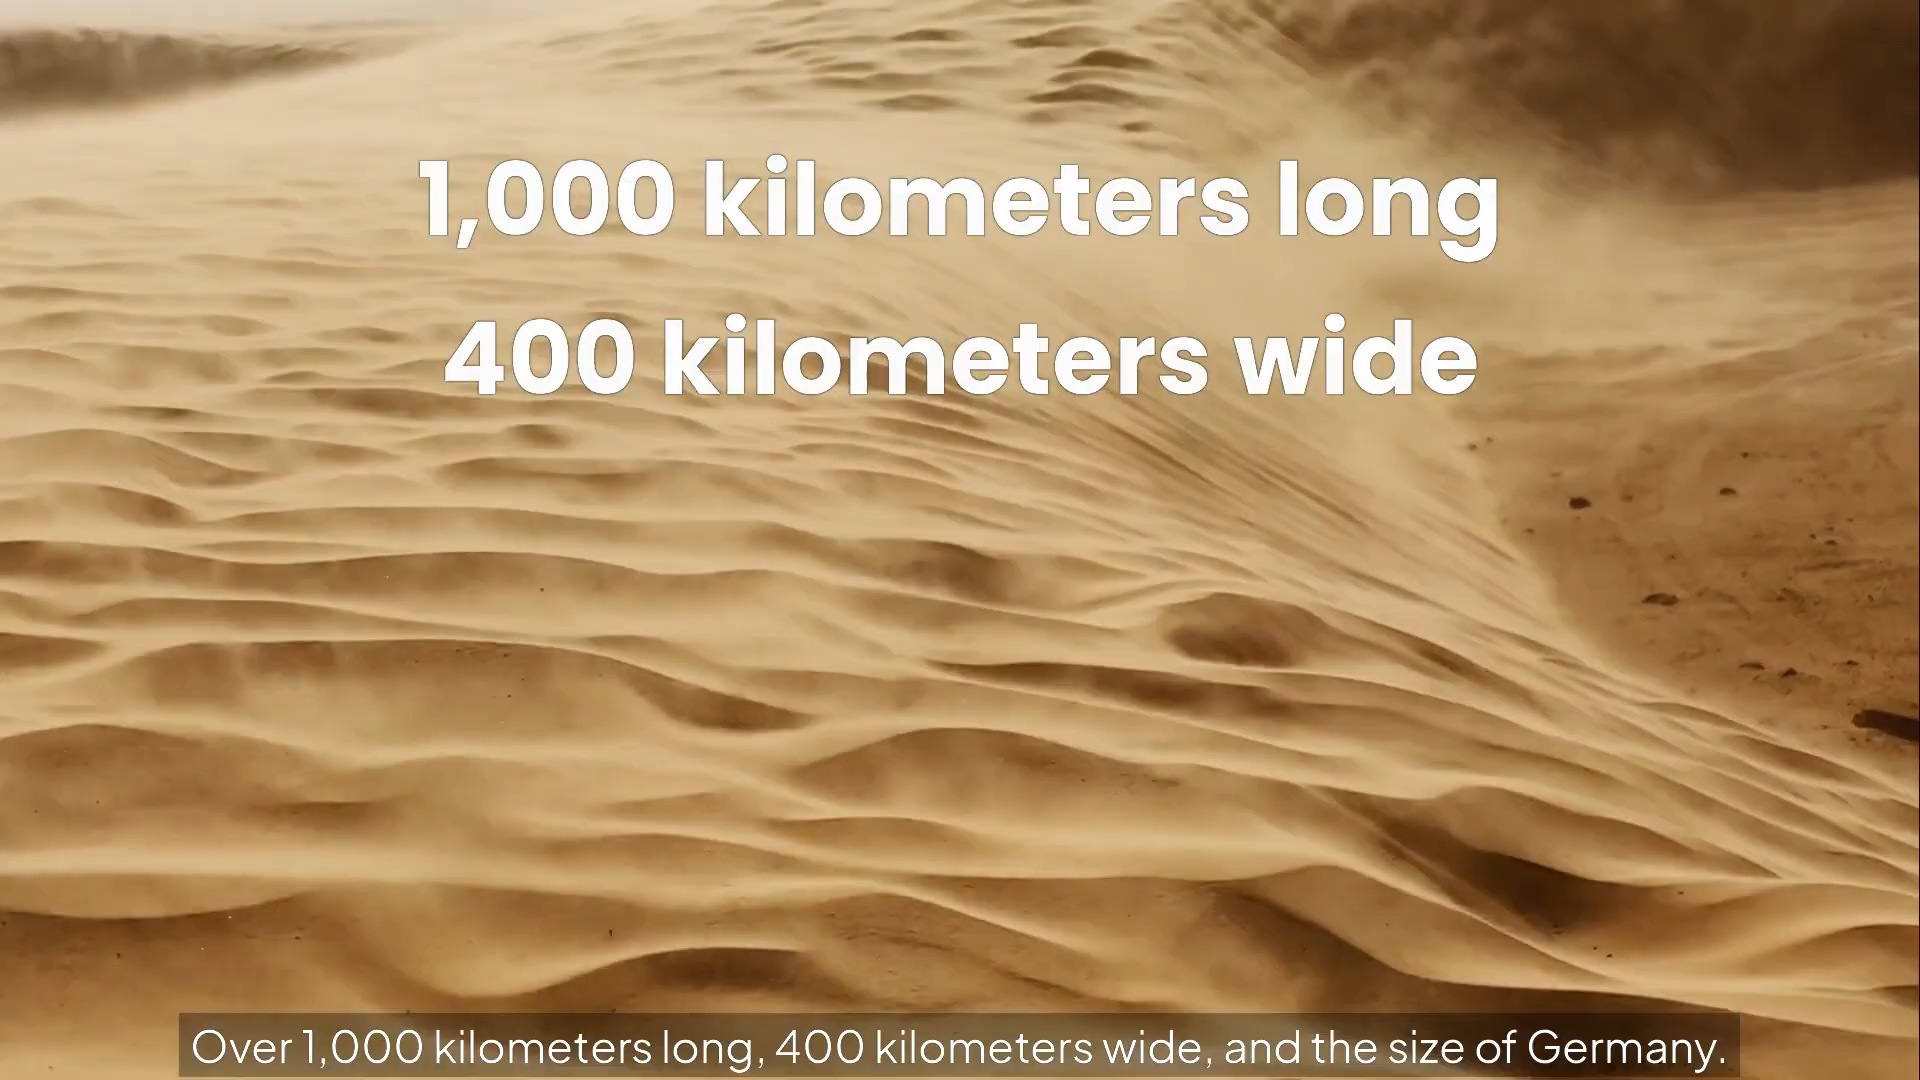 1,000 kilometers long
400 kilometers wide
Over 1,000 kilometers long, 400 kilometers wide, and the size of Germany.